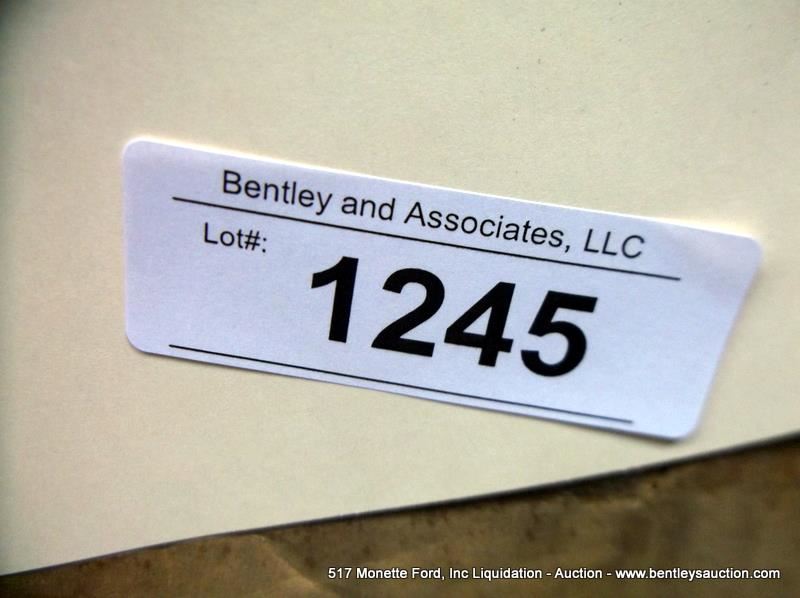 Bentley and Associates, LLC
Lot#:
1245
517 Monette Ford, Inc Liquidation - Auction - www.bentleysauction.com